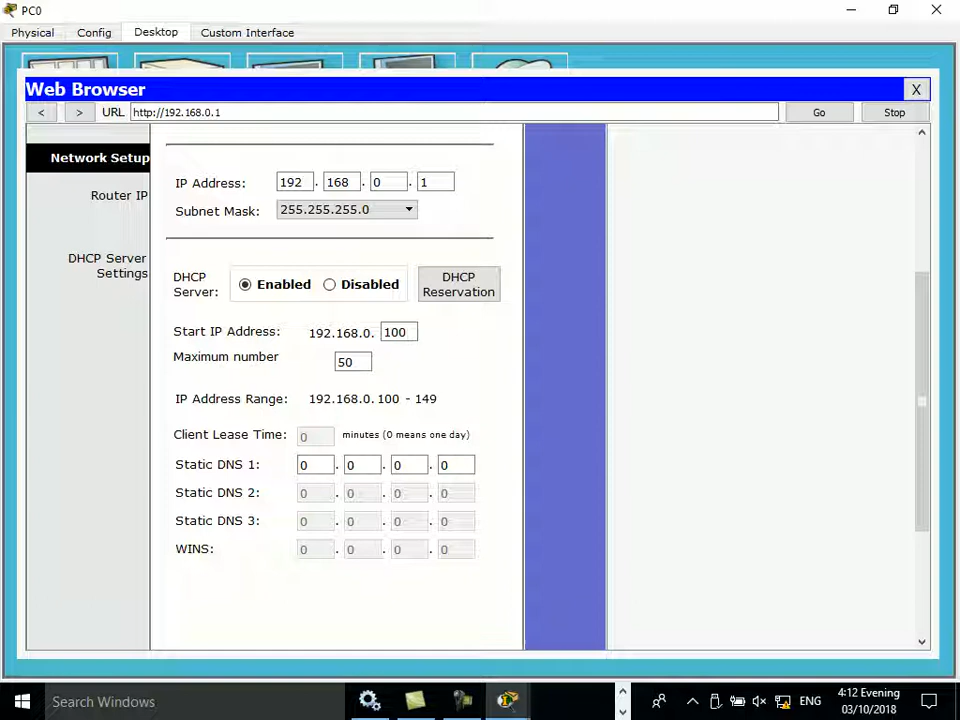 PC0
Physical Config Desktop Custom Interface
Web Browser X
< > URL http://192.168.0.1 Go Stop
Network Setup
IP Address: 192 . 168 . 0 . 1
Router IP
Subnet Mask: 255.255.255.0
DHCP Server Settings
DHCP Server: Enabled Disabled DHCP Reservation
Start IP Address: 192.168.0. 100
Maximum number 50
IP Address Range: 192.168.0. 100 - 149
Client Lease Time: 0 minutes (0 means one day)
Static DNS 1: 0 . 0 . 0 . 0
Static DNS 2: 0 . 0 . 0 . 0
Static DNS 3: 0 . 0 . 0 . 0
WINS: 0 . 0 . 0 . 0
Search Windows
ENG
4:12 Evening
03/10/2018